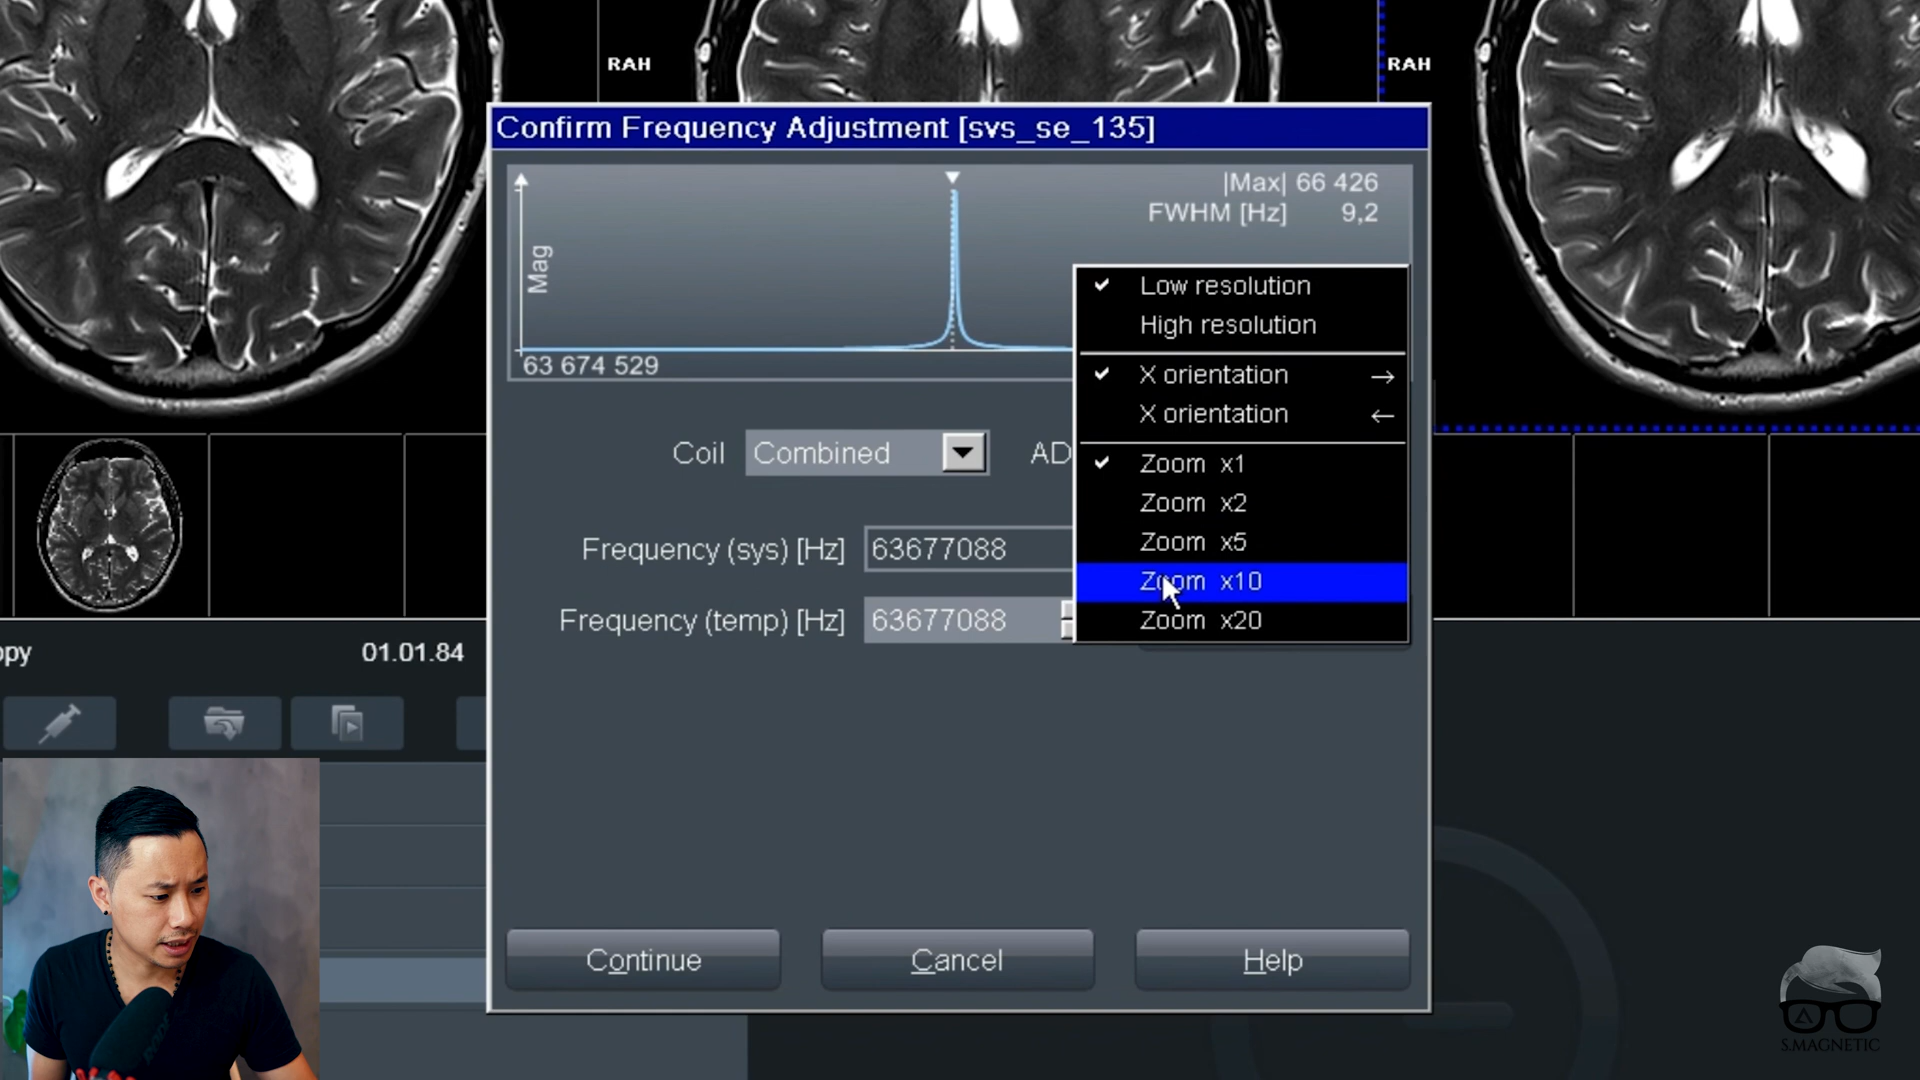 RAH
RAH
Confirm Frequency Adjustment [svs_se_135]
|Max| 66 426
FWHM [Hz] 9,2
Mag
63 674 529
✓ Low resolution
High resolution
✓ X orientation →
X orientation ←
✓ Zoom x1
Zoom x2
Zoom x5
Zoom x10
Zoom x20
Coil Combined AD
Frequency (sys) [Hz] 63677088
Frequency (temp) [Hz] 63677088
opy 01.01.84
Continue Cancel Help
S.MAGNETIC